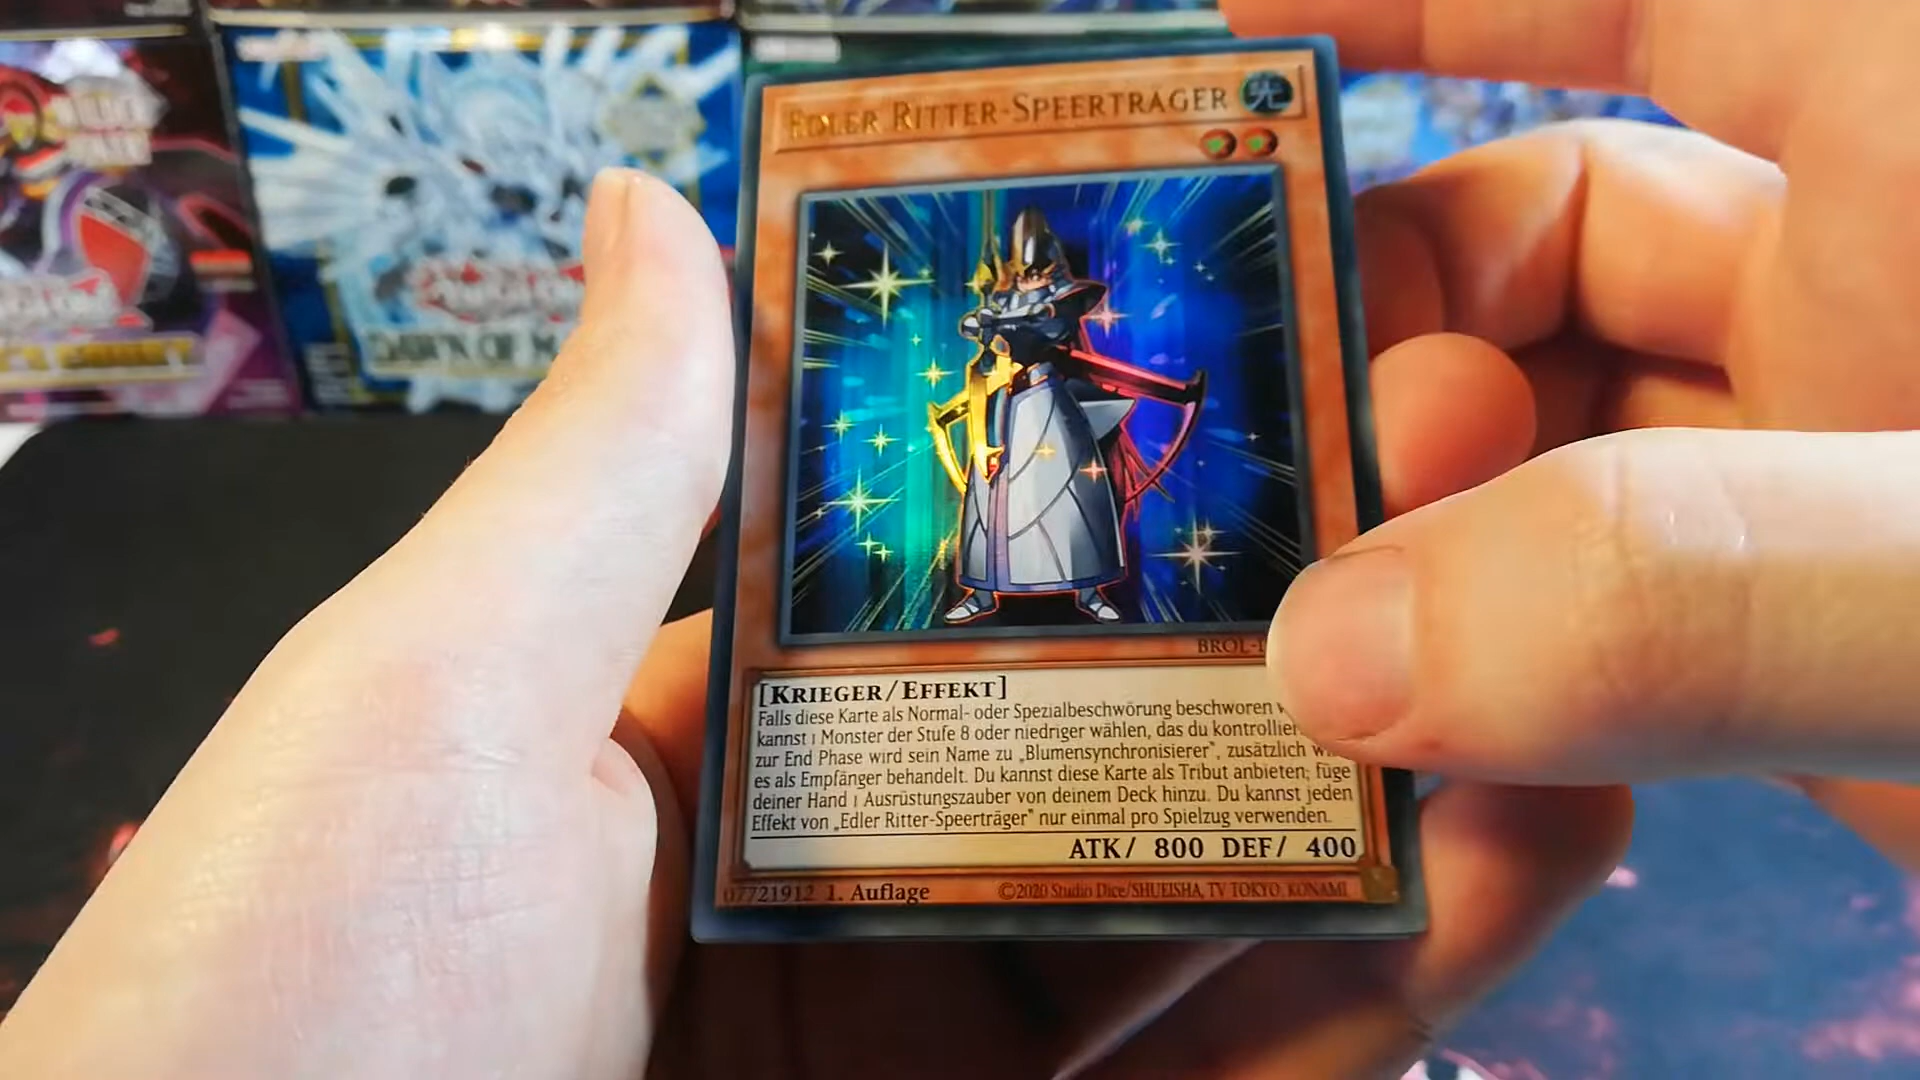 DAWN OF M
EDLER RITTER-SPEERTRÄGER
光
BROL-
[KRIEGER/EFFEKT]
Falls diese Karte als Normal- oder Spezialbeschwörung beschworen
kannst 1 Monster der Stufe 8 oder niedriger wählen, das du kontrollier
zur End Phase wird sein Name zu „Blumensynchronisierer", zusätzlich
es als Empfänger behandelt. Du kannst diese Karte als Tribut anbieten; füge
deiner Hand 1 Ausrüstungszauber von deinem Deck hinzu. Du kannst jeden
Effekt von „Edler Ritter-Speerträger" nur einmal pro Spielzug verwenden.
ATK/ 800 DEF/ 400
07721912 1. Auflage ©2020 Studio Dice/SHUEISHA, TV TOKYO, KONAMI